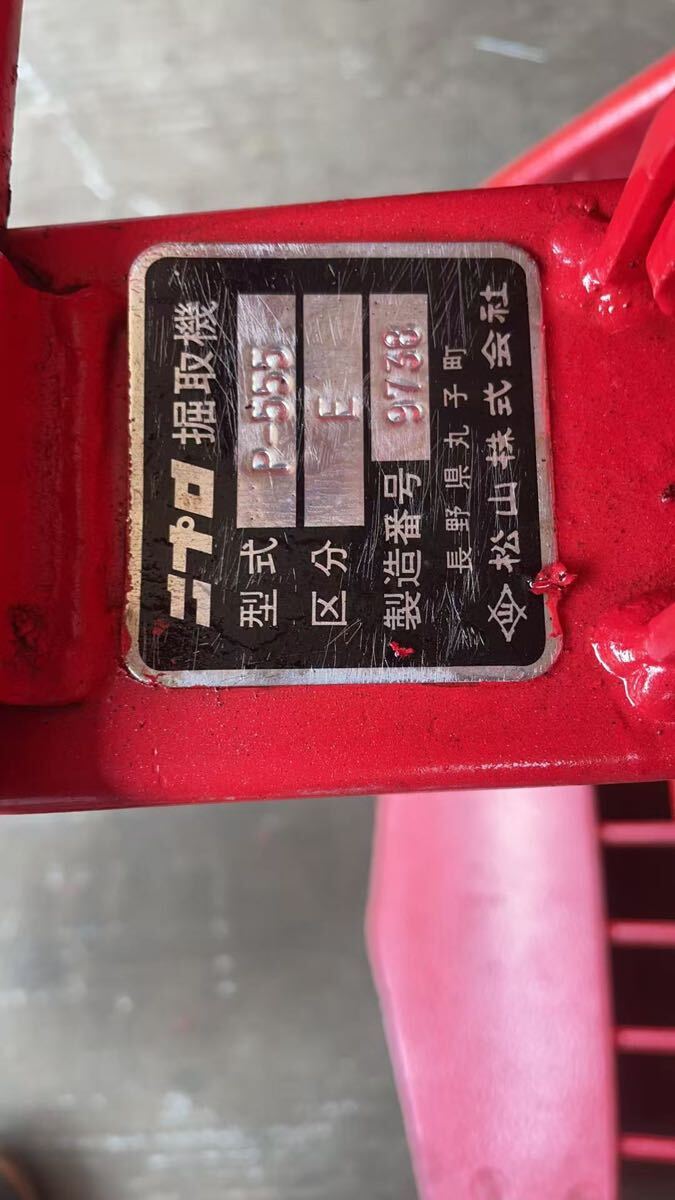 ニプロ 掘取機
型式 P-555
区分 E
製造番号 9738
長野県丸子町
松山株式会社